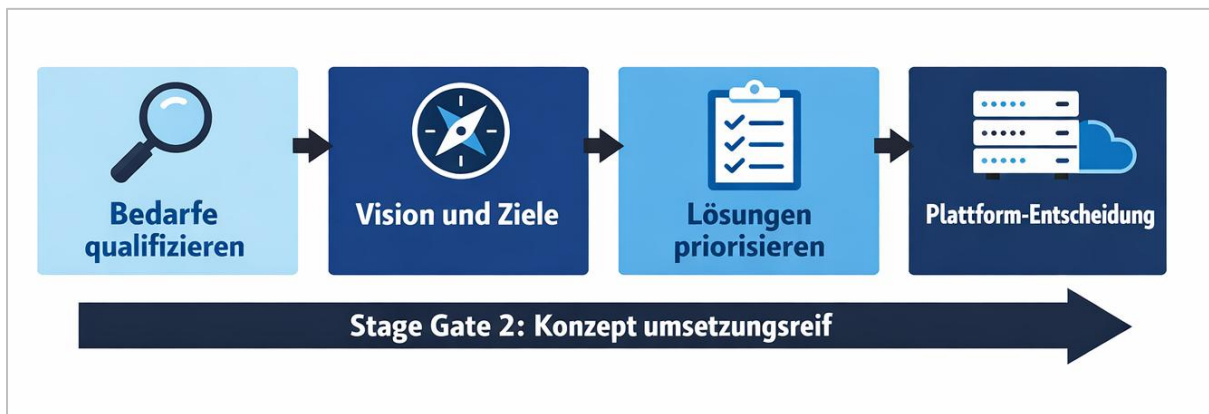 Bedarfe
qualifizieren
Vision und Ziele
Lösungen
priorisieren
Plattform-Entscheidung
Stage Gate 2: Konzept umsetzungsreif